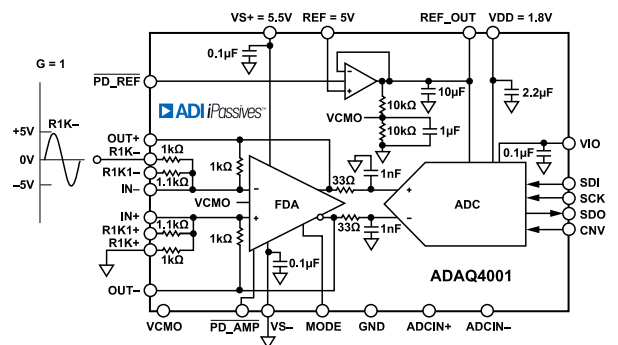 VS+ = 5.5V
REF = 5V
REF_OUT
VDD = 1.8V
0.1µF
G = 1
PD_REF
ADI iPassives™
10µF
2.2µF
10kΩ
VCMO
10kΩ
1µF
VIO
0.1µF
R1K–
+5V
0V
–5V
OUT+
R1K–
1kΩ
R1K1–
1.1kΩ
IN–
1kΩ
1nF
33Ω
–
+
VCMO
FDA
ADC
SDI
SCK
SDO
CNV
IN+
1.1kΩ
R1K1+
R1K+
1kΩ
1kΩ
+
33Ω
1nF
–
0.1µF
OUT–
ADAQ4001
VCMO
PD_AMP
VS–
MODE
GND
ADCIN+
ADCIN–